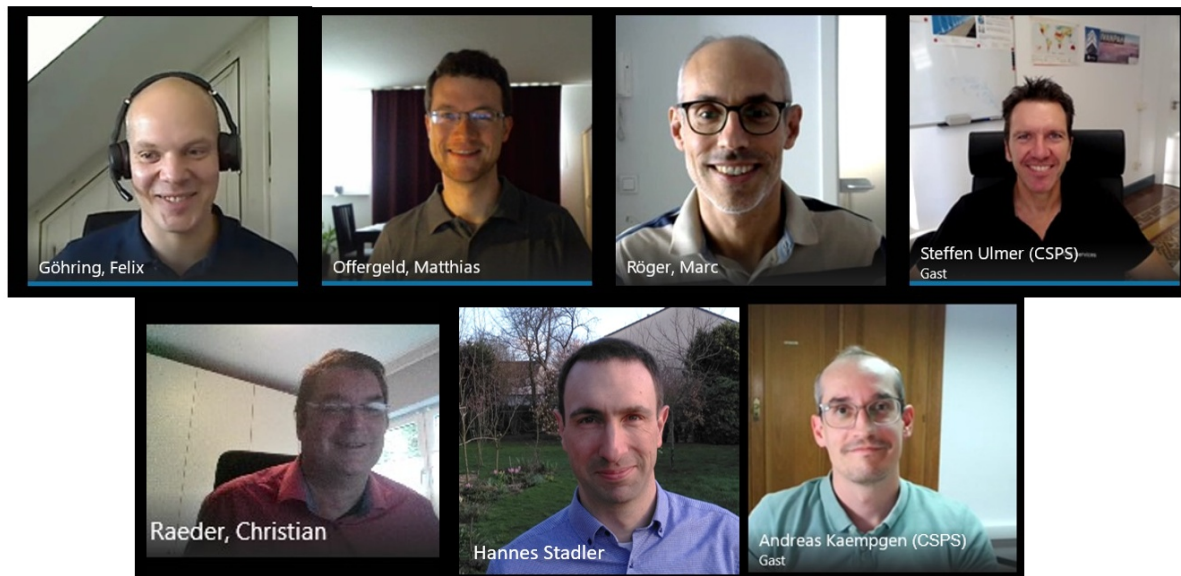 Göhring, Felix
Offergeld, Matthias
Röger, Marc
Steffen Ulmer (CSPS)
Gast
Raeder, Christian
Hannes Stadler
Andreas Kaempgen (CSPS)
Gast